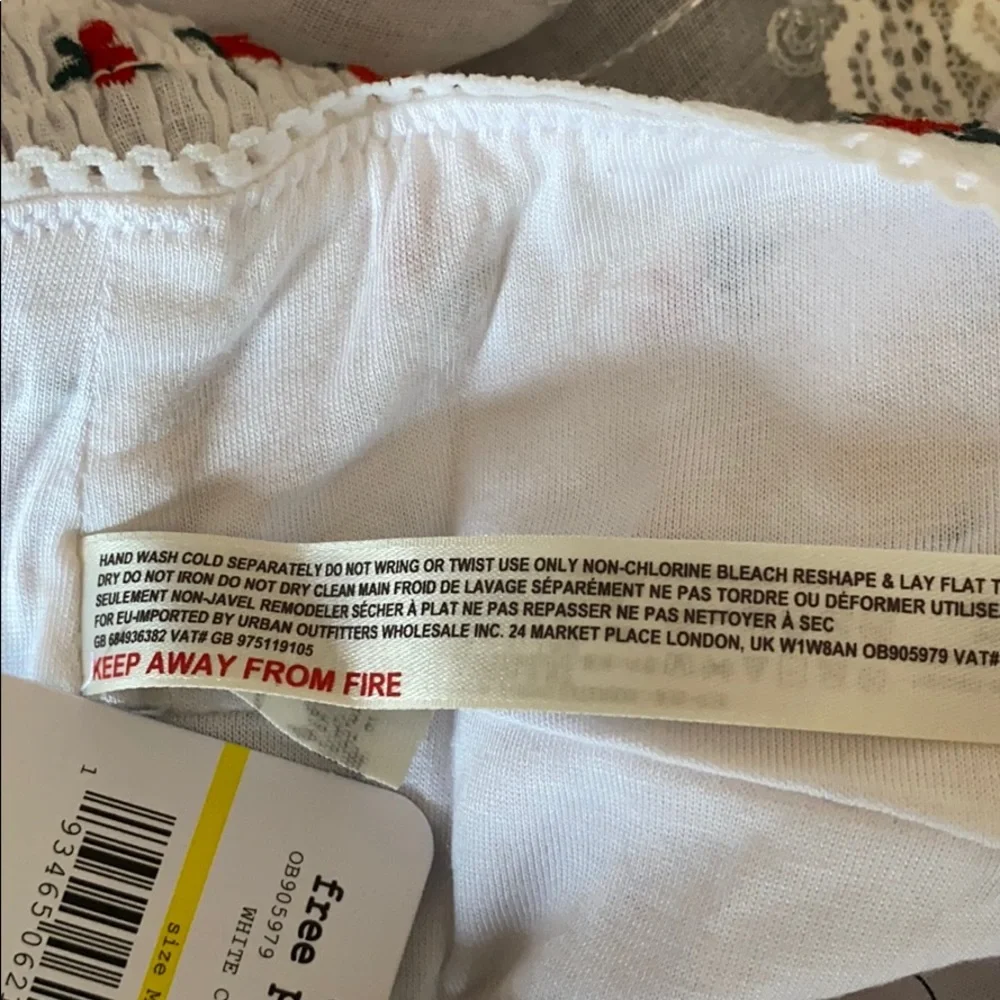 HAND WASH COLD SEPARATELY DO NOT WRING OR TWIST USE ONLY NON-CHLORINE BLEACH RESHAPE & LAY FLAT T
DRY DO NOT IRON DO NOT DRY CLEAN MAIN FROID DE LAVAGE SÉPARÉMENT NE PAS TORDRE OU DÉFORMER UTILISE
SEULEMENT NON-JAVEL REMODELER SÉCHER À PLAT NE PAS REPASSER NE PAS NETTOYER À SEC
FOR EU-IMPORTED BY URBAN OUTFITTERS WHOLESALE INC. 24 MARKET PLACE LONDON, UK W1W8AN OB905979 VAT#
GB 684936382 VAT# GB 975119105
KEEP AWAY FROM FIRE
free
OB905979
WHITE C
size M
1 934650 62